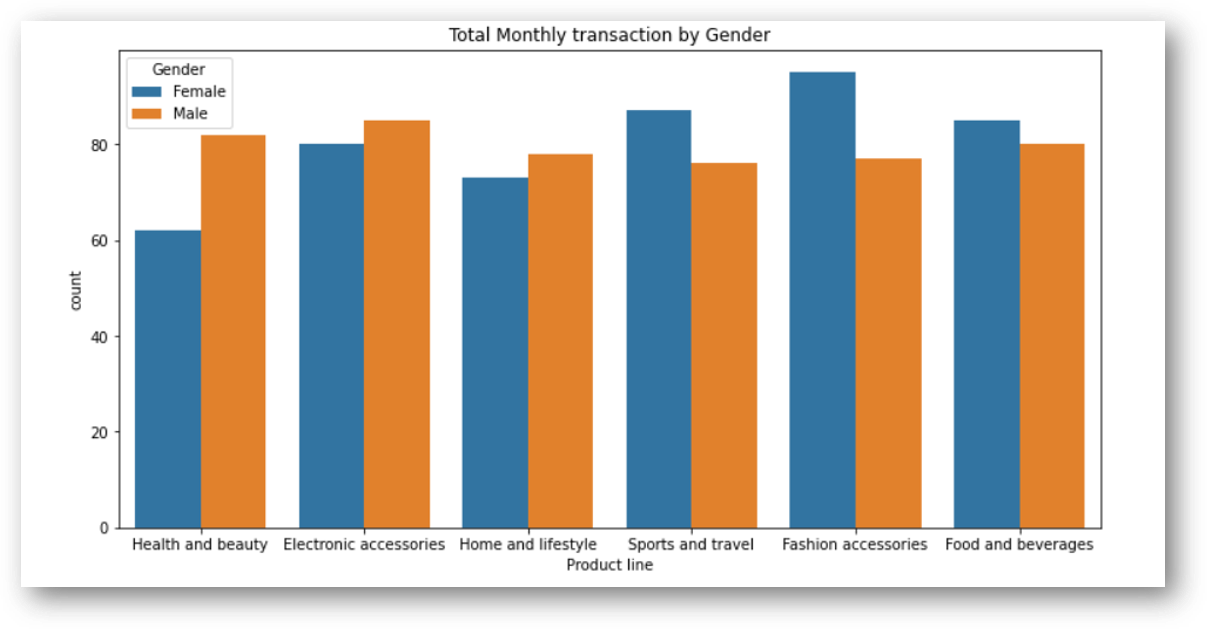 Total Monthly transaction by Gender
Gender
Female
Male
80
60
40
20
0
count
Health and beauty Electronic accessories Home and lifestyle Sports and travel Fashion accessories Food and beverages
Product line